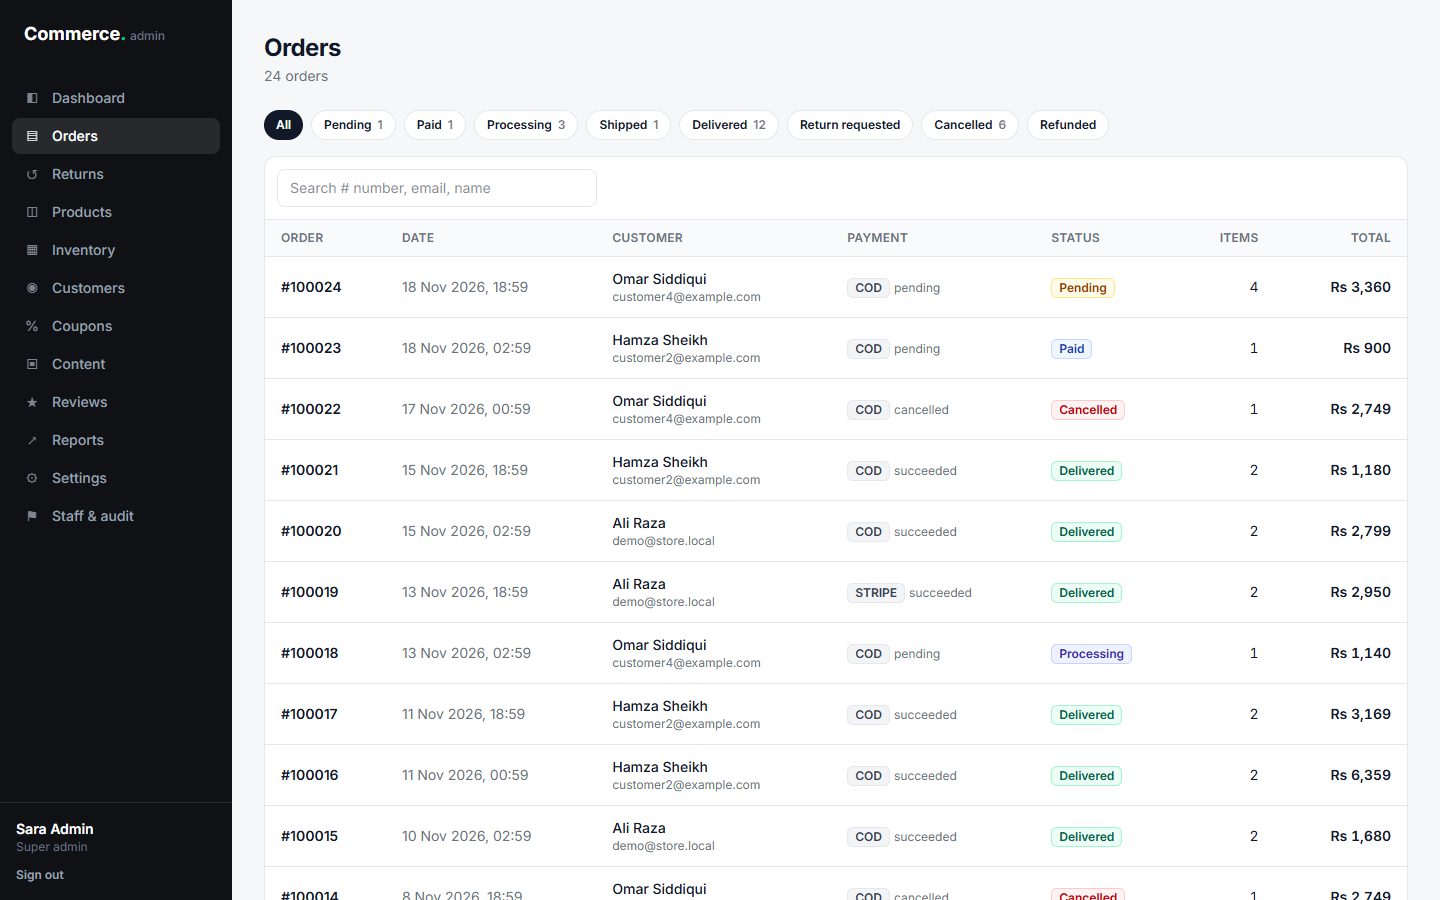 Commerce. admin
Dashboard
Orders
Returns
Products
Inventory
Customers
Coupons
Content
Reviews
Reports
Settings
Staff & audit
Sara Admin
Super admin
Sign out
Orders
24 orders
All Pending 1 Paid 1 Processing 3 Shipped 1 Delivered 12 Return requested Cancelled 6 Refunded
Search # number, email, name
ORDER DATE CUSTOMER PAYMENT STATUS ITEMS TOTAL
#100024 18 Nov 2026, 18:59 Omar Siddiqui COD pending Pending 4 Rs 3,360
customer4@example.com
#100023 18 Nov 2026, 02:59 Hamza Sheikh COD pending Paid 1 Rs 900
customer2@example.com
#100022 17 Nov 2026, 00:59 Omar Siddiqui COD cancelled Cancelled 1 Rs 2,749
customer4@example.com
#100021 15 Nov 2026, 18:59 Hamza Sheikh COD succeeded Delivered 2 Rs 1,180
customer2@example.com
#100020 15 Nov 2026, 02:59 Ali Raza COD succeeded Delivered 2 Rs 2,799
demo@store.local
#100019 13 Nov 2026, 18:59 Ali Raza STRIPE succeeded Delivered 2 Rs 2,950
demo@store.local
#100018 13 Nov 2026, 02:59 Omar Siddiqui COD pending Processing 1 Rs 1,140
customer4@example.com
#100017 11 Nov 2026, 18:59 Hamza Sheikh COD succeeded Delivered 2 Rs 3,169
customer2@example.com
#100016 11 Nov 2026, 00:59 Hamza Sheikh COD succeeded Delivered 2 Rs 6,359
customer2@example.com
#100015 10 Nov 2026, 02:59 Ali Raza COD succeeded Delivered 2 Rs 1,680
demo@store.local
#100014 8 Nov 2026, 18:59 Omar Siddiqui COD cancelled Cancelled 1 Rs 2,749